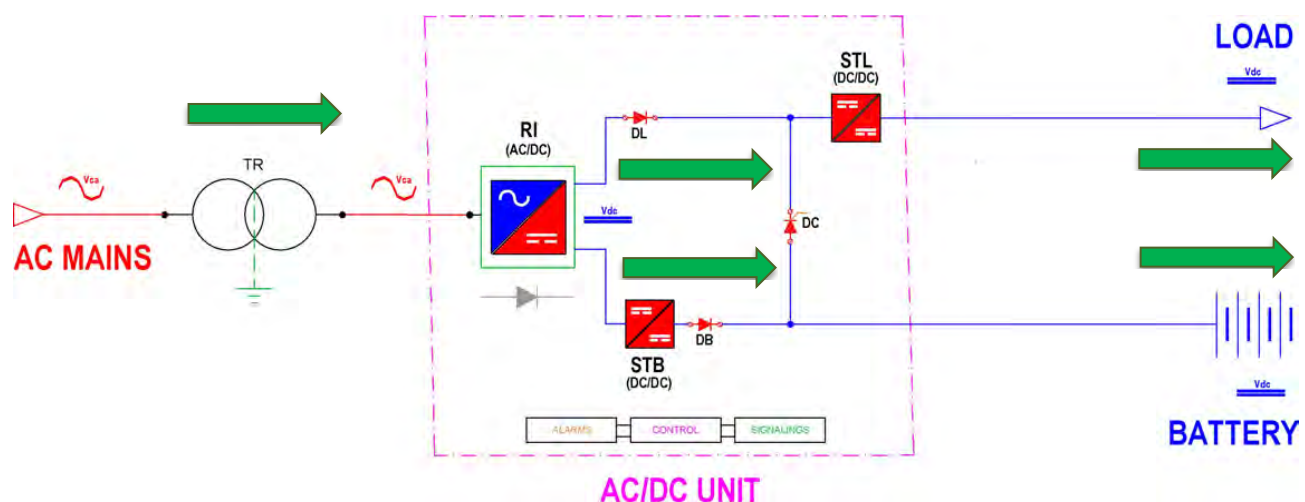 LOAD
Vdc
STL
(DC/DC)
RI
(AC/DC)
DL
TR
Vca
Vca
Vdc
DC
AC MAINS
DB
STB
(DC/DC)
Vdc
ALARMS
CONTROL
SIGNALINGS
BATTERY
AC/DC UNIT